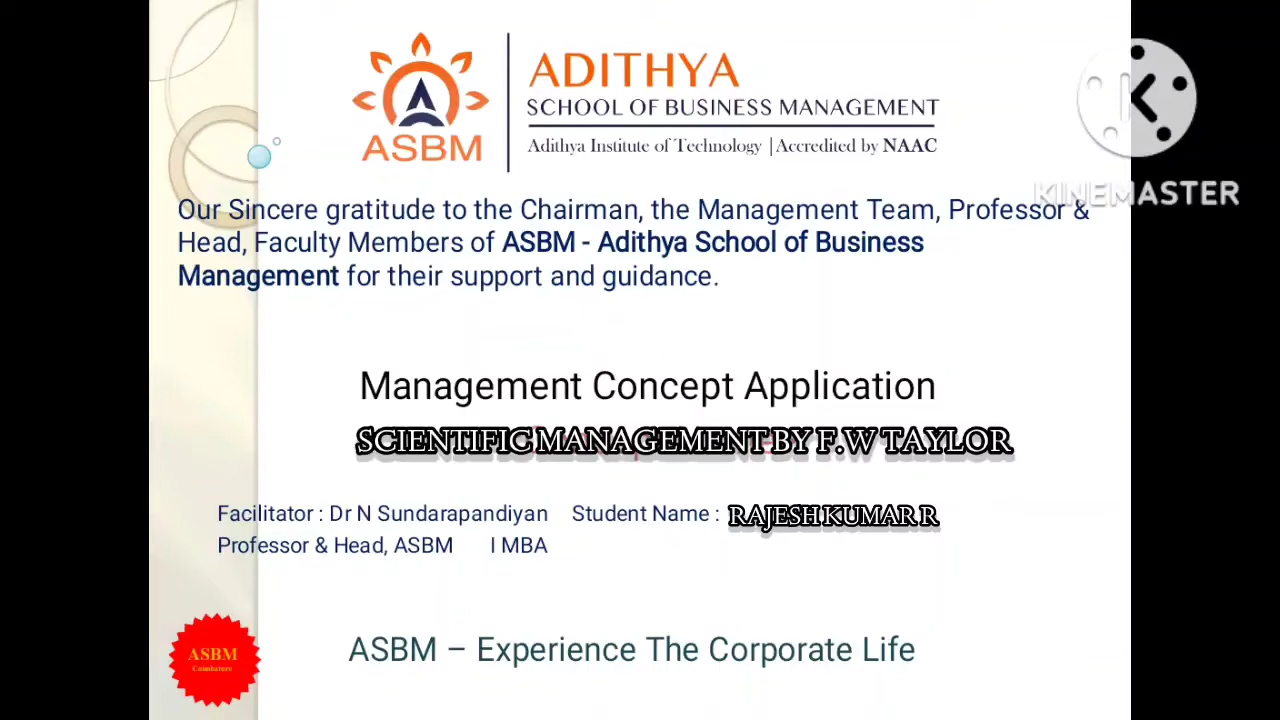 ADITHYA
SCHOOL OF BUSINESS MANAGEMENT
ASBM
Adithya Institute of Technology | Accredited by NAAC
KINEMASTER
Our Sincere gratitude to the Chairman, the Management Team, Professor &
Head, Faculty Members of ASBM - Adithya School of Business
Management for their support and guidance.
Management Concept Application
SCIENTIFIC MANAGEMENT BY F.W TAYLOR
Facilitator : Dr N Sundarapandiyan Student Name : RAJESH KUMAR R
Professor & Head, ASBM I MBA
ASBM
Coimbatore
ASBM – Experience The Corporate Life